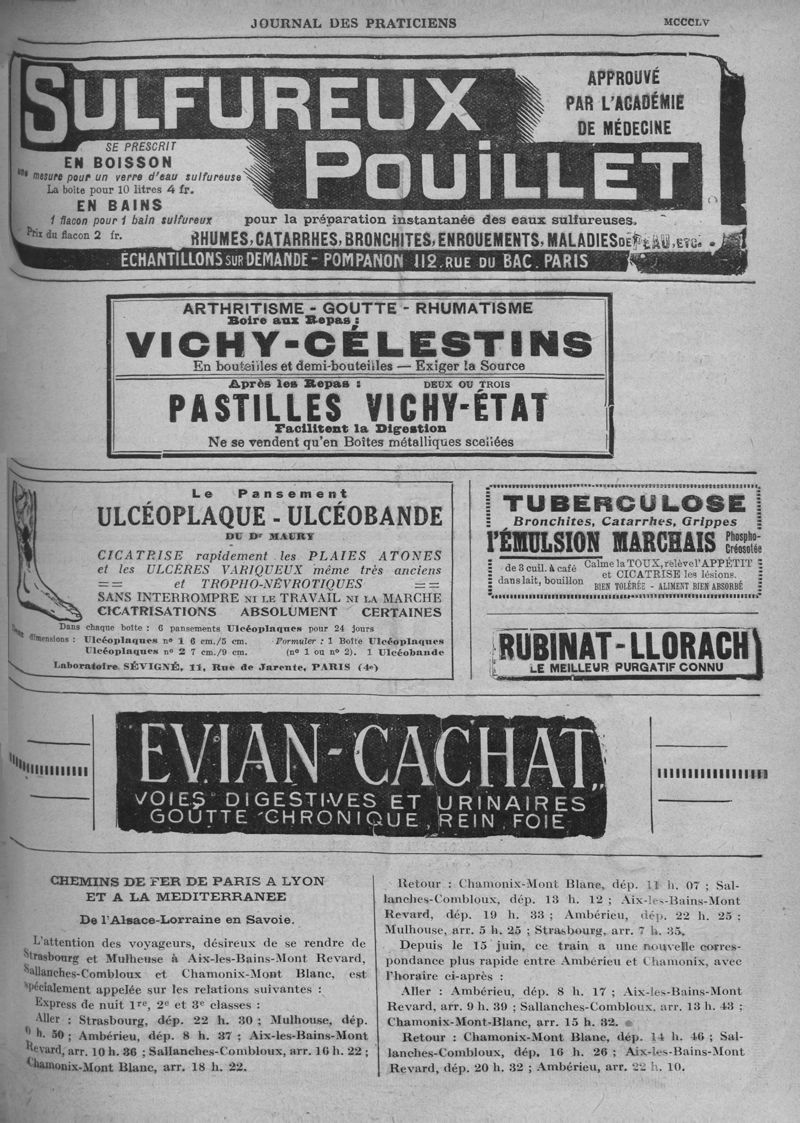 JOURNAL DES PRATICIENS
MCCCLV
SULFUREUX
POUILLET
APPROUVÉ
PAR L'ACADÉMIE
DE MÉDECINE
SE PRESCRIT
EN BOISSON
une mesure pour un verre d'eau sulfureuse
La boîte pour 10 litres 4 fr.
EN BAINS
1 flacon pour 1 bain sulfureux
Prix du flacon 2 fr.
pour la préparation instantanée des eaux sulfureuses.
RHUMES, CATARRHES, BRONCHITES, ENROUEMENTS, MALADIES DE PEAU, ETC.
ÉCHANTILLONS SUR DEMANDE - POMPANON 112, RUE DU BAC. PARIS
ARTHRITISME - GOUTTE - RHUMATISME
Boire aux Repas :
VICHY-CÉLESTINS
En bouteilles et demi-bouteilles — Exiger la Source
Après les Repas : DEUX OU TROIS
PASTILLES VICHY-ÉTAT
Facilitent la Digestion
Ne se vendent qu'en Boîtes métalliques scellées
Le Pansement
ULCÉOPLAQUE - ULCÉOBANDE
DU Dr MAURY
CICATRISE rapidement les PLAIES ATONES
et les ULCÈRES VARIQUEUX même très anciens
== et TROPHO-NÉVROTIQUES ==
SANS INTERROMPRE NI LE TRAVAIL NI LA MARCHE
CICATRISATIONS ABSOLUMENT CERTAINES
Dans chaque boîte : 6 pansements Ulcéoplaques pour 24 jours
Deux dimensions : Ulcéoplaques no 1 6 cm./5 cm.
Ulcéoplaques no 2 7 cm./9 cm.
Formuler : 1 Boîte Ulcéoplaques
(no 1 ou no 2). 1 Ulcéobande
Laboratoire SÉVIGNÉ, 11, Rue de Jarente, PARIS (4e)
TUBERCULOSE
Bronchites, Catarrhes, Grippes
l'ÉMULSION MARCHAIS Phospho-
Créosotée
de 3 cuil. à café
dans lait, bouillon
Calme la TOUX, relève l'APPÉTIT
et CICATRISE les lésions.
BIEN TOLÉRÉE - ALIMENT BIEN ABSORBÉ
RUBINAT-LLORACH
LE MEILLEUR PURGATIF CONNU
EVIAN-CACHAT
VOIES DIGESTIVES ET URINAIRES
GOUTTE CHRONIQUE, REIN, FOIE
CHEMINS DE FER DE PARIS A LYON
ET A LA MEDITERRANEE
De l'Alsace-Lorraine en Savoie.
L'attention des voyageurs, désireux de se rendre de
Strasbourg et Mulheuse à Aix-les-Bains-Mont Revard,
Sallanches-Combloux et Chamonix-Mont Blanc, est
spécialement appelée sur les relations suivantes :
Express de nuit 1re, 2e et 3e classes :
Aller : Strasbourg, dép. 22 h. 30 ; Mulhouse, dép.
0 h. 50 ; Ambérieu, dép. 8 h. 37 ; Aix-les-Bains-Mont
Revard, arr. 10 h. 36 ; Sallanches-Combloux, arr. 16 h. 22 ;
Chamonix-Mont Blanc, arr. 18 h. 22.
Retour : Chamonix-Mont Blanc, dép. 11 h. 07 ; Sal-
lanches-Combloux, dép. 13 h. 12 ; Aix-les-Bains-Mont
Revard, dép. 19 h. 33 ; Ambérieu, dép. 22 h. 25 ;
Mulhouse, arr. 5 h. 25 ; Strasbourg, arr. 7 h. 35.
Depuis le 15 juin, ce train a une nouvelle corres-
pondance plus rapide entre Ambérieu et Chamonix, avec
l'horaire ci-après :
Aller : Ambérieu, dép. 8 h. 17 ; Aix-les-Bains-Mont
Revard, arr. 9 h. 39 ; Sallanches-Combloux, arr. 13 h. 43 ;
Chamonix-Mont-Blanc, arr. 15 h. 32.
Retour : Chamonix-Mont Blanc, dép. 14 h. 46 ; Sal-
lanches-Combloux, dép. 16 h. 26 ; Aix-les-Bains-Mont
Revard, dép. 20 h. 32 ; Ambérieu, arr. 22 h. 10.